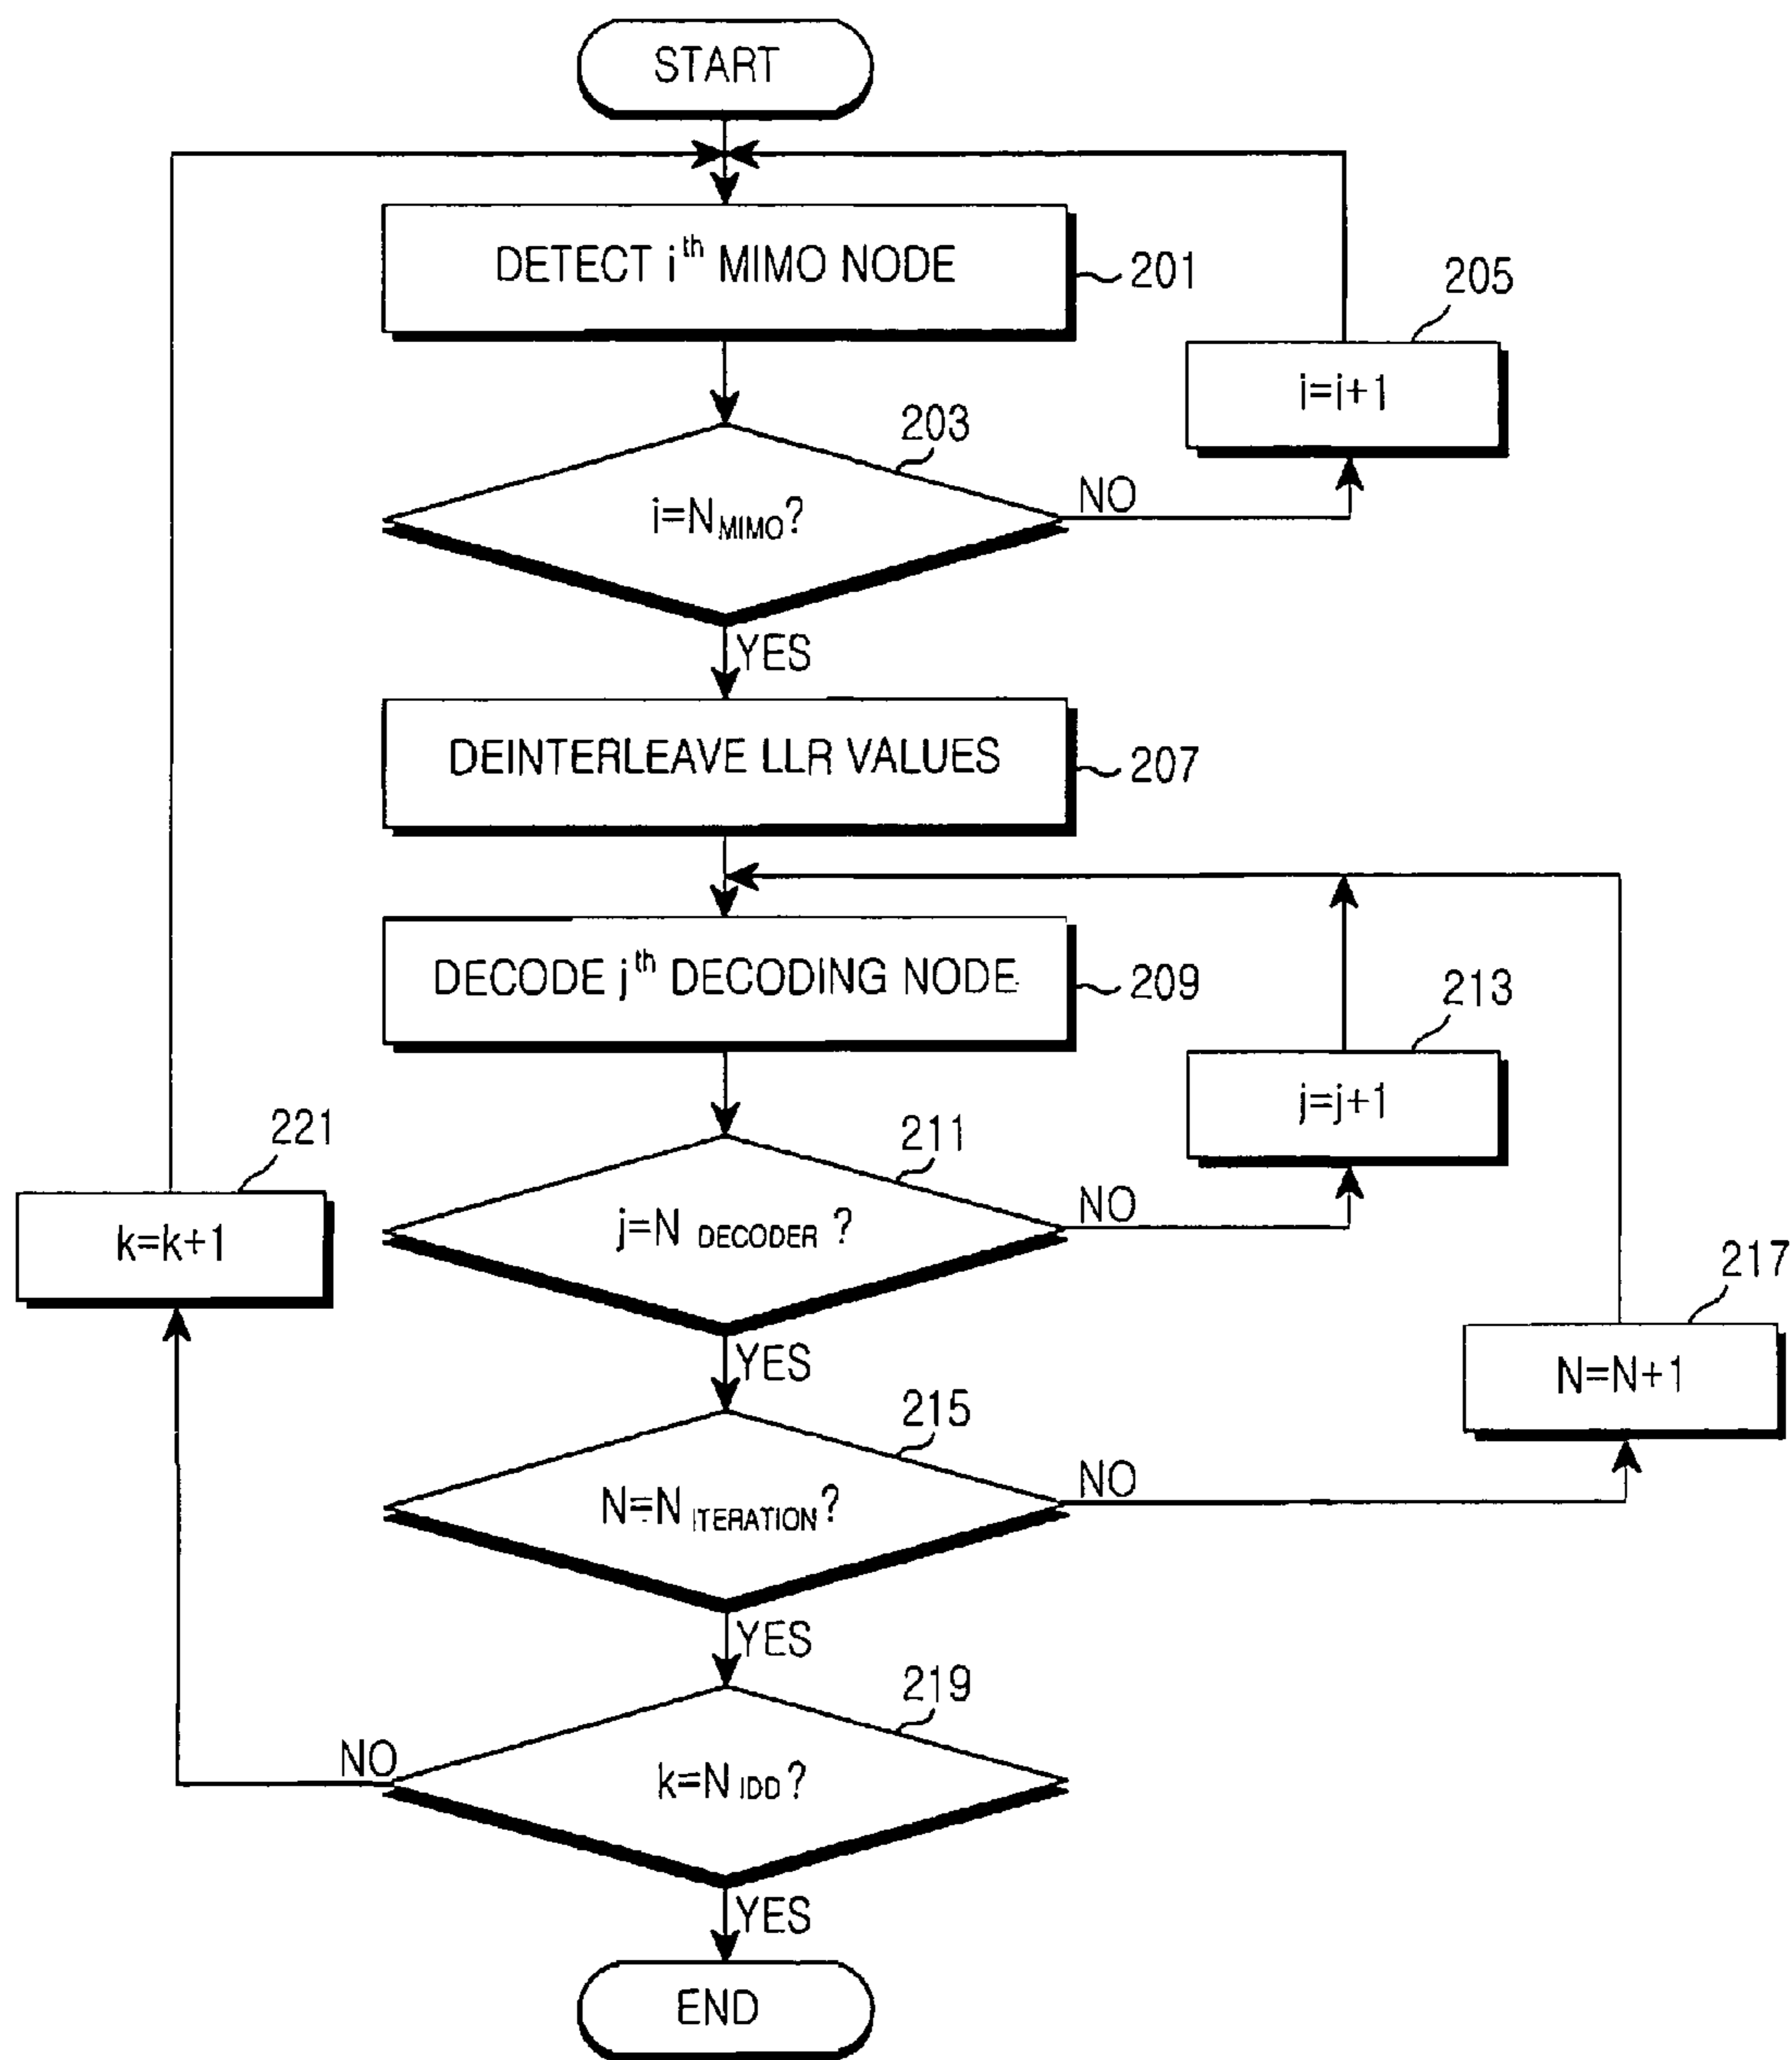 START
DETECT i^th MIMO NODE
201
205
i=i+1
203
i=N_MIMO?
NO
YES
DEINTERLEAVE LLR VALUES
207
DECODE j^th DECODING NODE
209
213
j=j+1
211
j=N DECODER ?
NO
221
k=k+1
217
N=N+1
YES
215
N=N ITERATION?
NO
YES
219
k=N IDD?
NO
YES
END